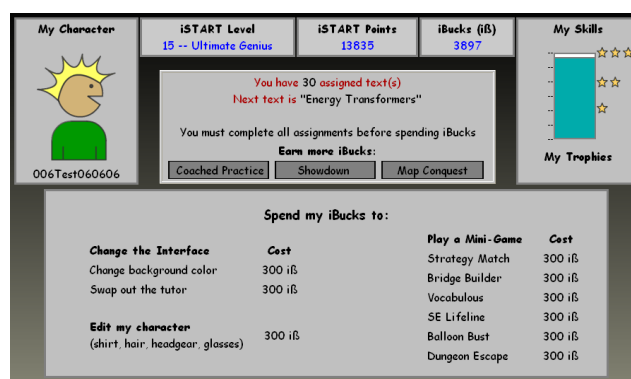 My Character
006Test060606
iSTART Level
15 -- Ultimate Genius
iSTART Points
13835
iBucks (iß)
3897
My Skills
My Trophies
You have 30 assigned text(s)
Next text is "Energy Transformers"
You must complete all assignments before spending iBucks
Earn more iBucks:
Coached Practice
Showdown
Map Conquest
Spend my iBucks to:
Change the Interface Cost
Change background color 300 iß
Swap out the tutor 300 iß
Edit my character
(shirt, hair, headgear, glasses) 300 iß
Play a Mini-Game Cost
Strategy Match 300 iß
Bridge Builder 300 iß
Vocabulous 300 iß
SE Lifeline 300 iß
Balloon Bust 300 iß
Dungeon Escape 300 iß